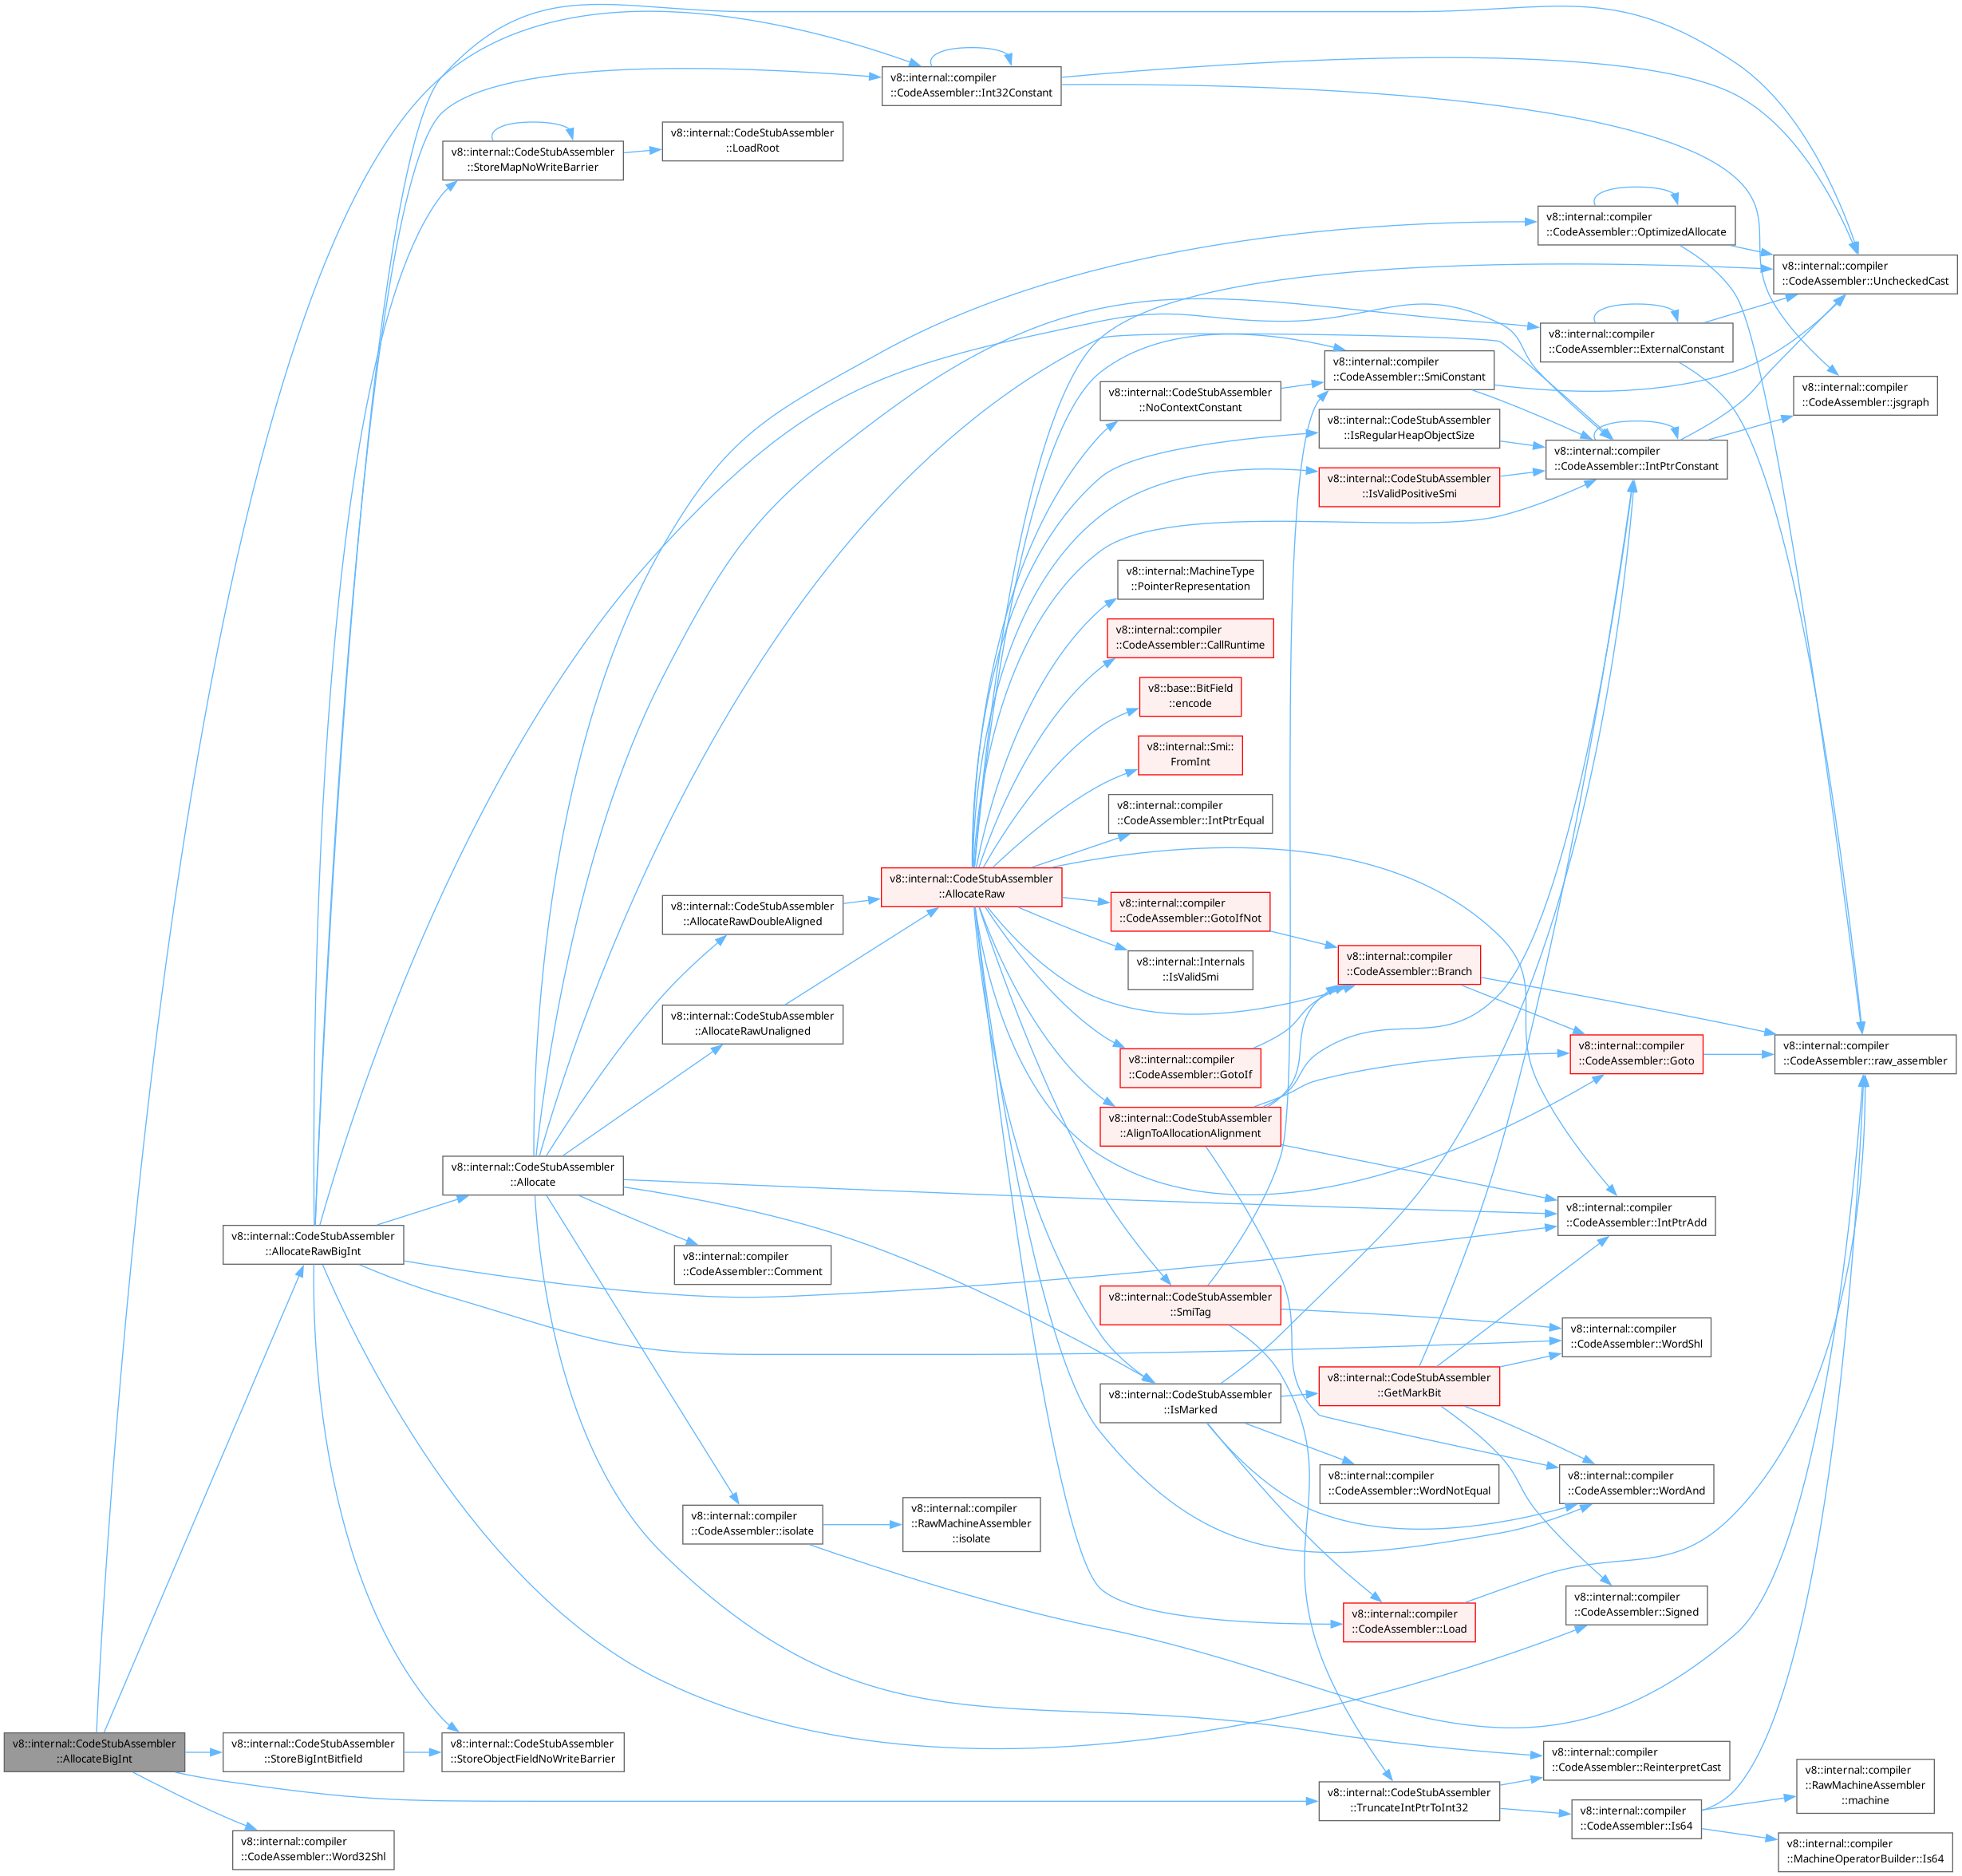 v8::internal::compiler
::CodeAssembler::Int32Constant
v8::internal::CodeStubAssembler
::StoreMapNoWriteBarrier
v8::internal::CodeStubAssembler
::LoadRoot
v8::internal::compiler
::CodeAssembler::OptimizedAllocate
v8::internal::compiler
::CodeAssembler::UncheckedCast
v8::internal::compiler
::CodeAssembler::ExternalConstant
v8::internal::compiler
::CodeAssembler::SmiConstant
v8::internal::compiler
::CodeAssembler::jsgraph
v8::internal::CodeStubAssembler
::NoContextConstant
v8::internal::CodeStubAssembler
::IsRegularHeapObjectSize
v8::internal::compiler
::CodeAssembler::IntPtrConstant
v8::internal::CodeStubAssembler
::IsValidPositiveSmi
v8::internal::MachineType
::PointerRepresentation
v8::internal::compiler
::CodeAssembler::CallRuntime
v8::base::BitField
::encode
v8::internal::Smi::
FromInt
v8::internal::compiler
::CodeAssembler::IntPtrEqual
v8::internal::CodeStubAssembler
::AllocateRaw
v8::internal::CodeStubAssembler
::AllocateRawDoubleAligned
v8::internal::compiler
::CodeAssembler::GotoIfNot
v8::internal::Internals
::IsValidSmi
v8::internal::compiler
::CodeAssembler::Branch
v8::internal::CodeStubAssembler
::AllocateRawUnaligned
v8::internal::compiler
::CodeAssembler::GotoIf
v8::internal::compiler
::CodeAssembler::Goto
v8::internal::compiler
::CodeAssembler::raw_assembler
v8::internal::CodeStubAssembler
::AlignToAllocationAlignment
v8::internal::CodeStubAssembler
::Allocate
v8::internal::compiler
::CodeAssembler::IntPtrAdd
v8::internal::CodeStubAssembler
::AllocateRawBigInt
v8::internal::compiler
::CodeAssembler::Comment
v8::internal::CodeStubAssembler
::SmiTag
v8::internal::compiler
::CodeAssembler::WordShl
v8::internal::CodeStubAssembler
::GetMarkBit
v8::internal::CodeStubAssembler
::IsMarked
v8::internal::compiler
::CodeAssembler::WordNotEqual
v8::internal::compiler
::CodeAssembler::WordAnd
v8::internal::compiler
::CodeAssembler::isolate
v8::internal::compiler
::RawMachineAssembler
::isolate
v8::internal::compiler
::CodeAssembler::Load
v8::internal::compiler
::CodeAssembler::Signed
v8::internal::CodeStubAssembler
::AllocateBigInt
v8::internal::CodeStubAssembler
::StoreBigIntBitfield
v8::internal::CodeStubAssembler
::StoreObjectFieldNoWriteBarrier
v8::internal::compiler
::CodeAssembler::ReinterpretCast
v8::internal::CodeStubAssembler
::TruncateIntPtrToInt32
v8::internal::compiler
::RawMachineAssembler
::machine
v8::internal::compiler
::CodeAssembler::Is64
v8::internal::compiler
::CodeAssembler::Word32Shl
v8::internal::compiler
::MachineOperatorBuilder::Is64